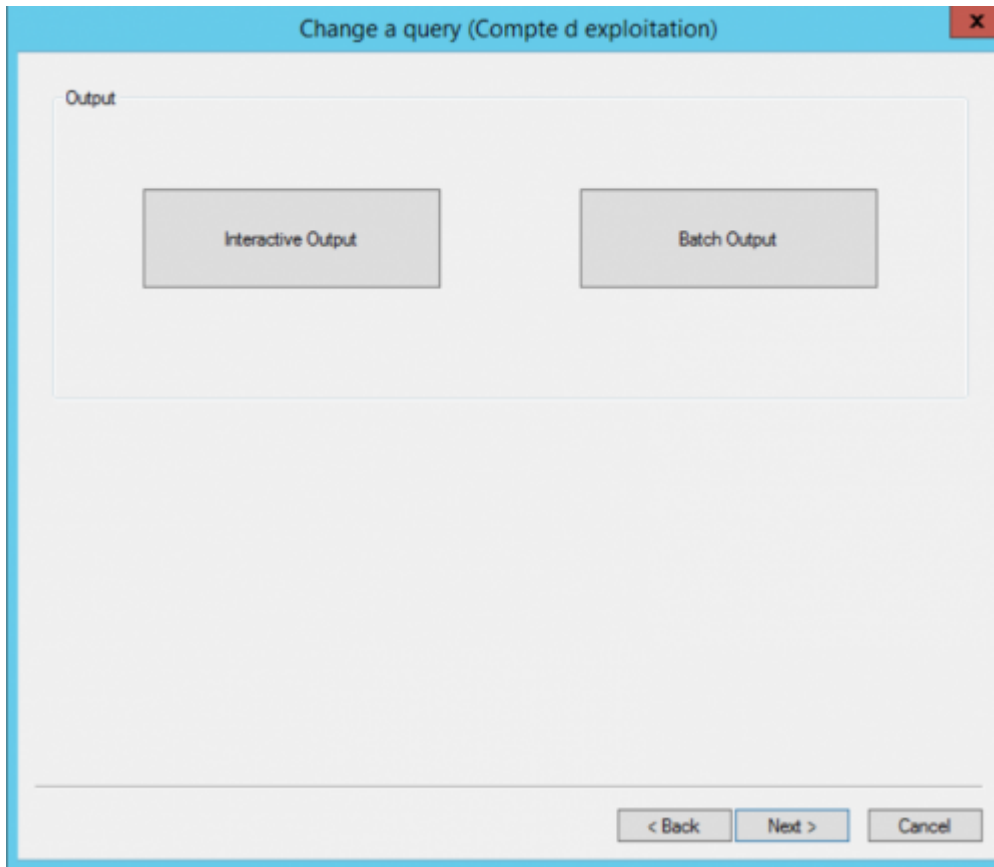 Change a query (Compte d exploitation)
x
Output
Interactive Output
Batch Output
< Back
Next >
Cancel